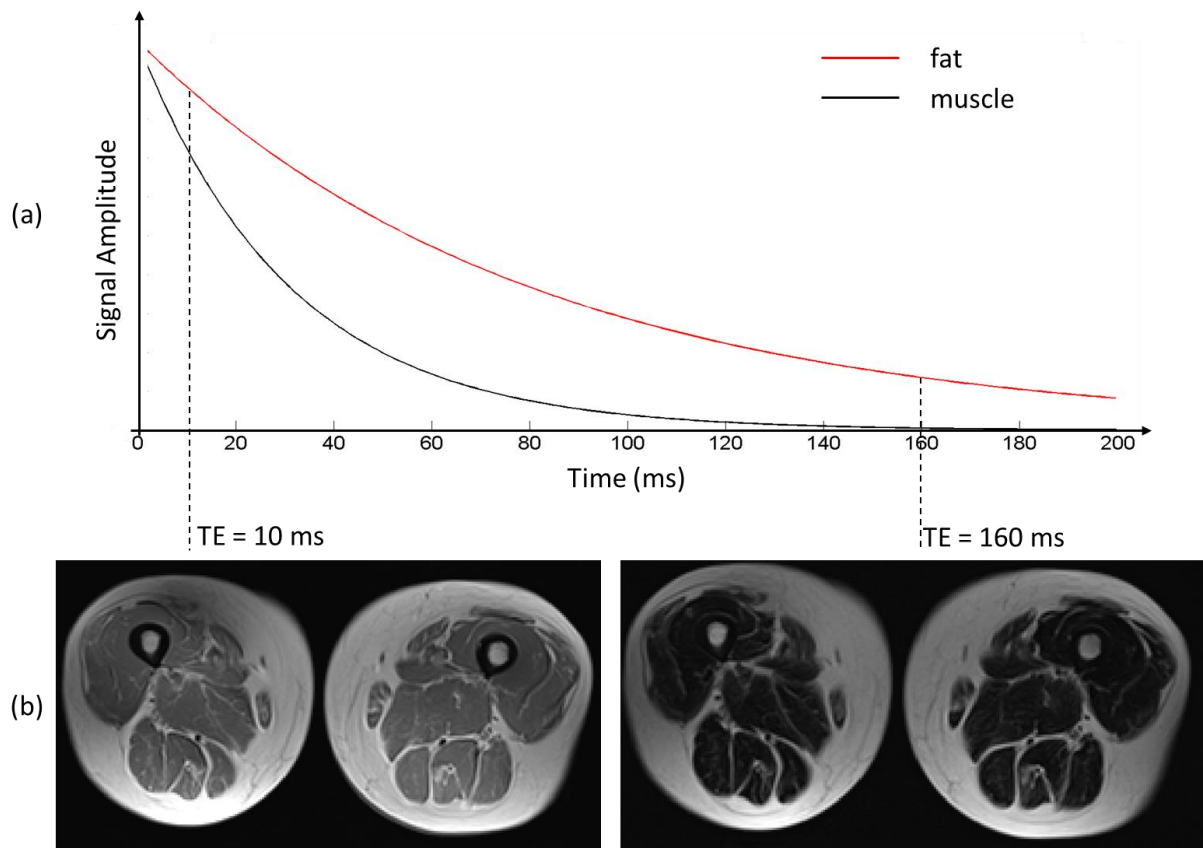 fat
muscle
(a)
Signal Amplitude
0 20 40 60 80 100 120 140 160 180 200
Time (ms)
TE = 10 ms
TE = 160 ms
(b)